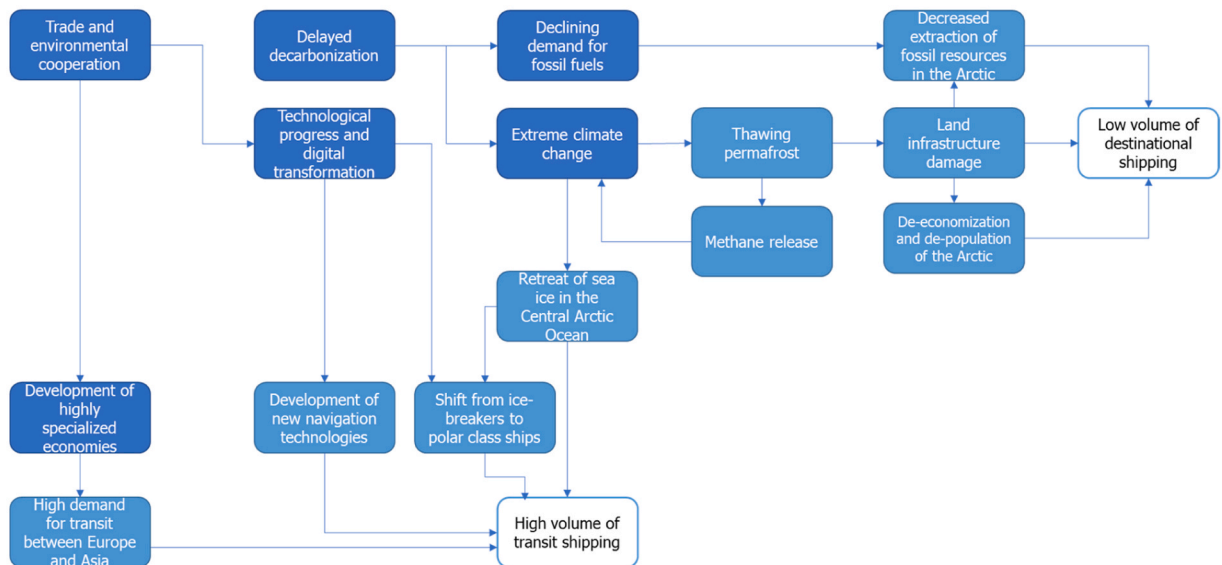 Trade and
environmental
cooperation
Delayed
decarbonization
Declining
demand for
fossil fuels
Decreased
extraction of
fossil resources
in the Arctic
Technological
progress and
digital
transformation
Extreme climate
change
Thawing
permafrost
Land
infrastructure
damage
Low volume of
destinational
shipping
Methane release
De-economization
and de-population
of the Arctic
Retreat of sea
ice in the
Central Arctic
Ocean
Development of
highly
specialized
economies
Development of
new navigation
technologies
Shift from ice-
breakers to
polar class ships
High demand
for transit
between Europe
and Asia
High volume of
transit shipping